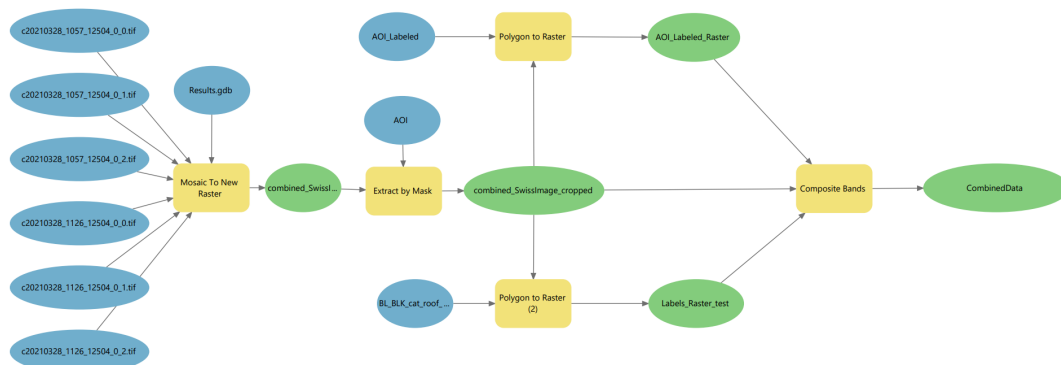 c20210328_1057_12504_0_0.tif
c20210328_1057_12504_0_1.tif
c20210328_1057_12504_0_2.tif
c20210328_1126_12504_0_0.tif
c20210328_1126_12504_0_1.tif
c20210328_1126_12504_0_2.tif
Results.gdb
Mosaic To New
Raster
combined_SwissI...
AOI_Labeled
AOI
Extract by Mask
BL_BLK_cat_roof_...
Polygon to Raster
combined_SwissImage_cropped
Polygon to Raster
(2)
AOI_Labeled_Raster
Labels_Raster_test
Composite Bands
CombinedData